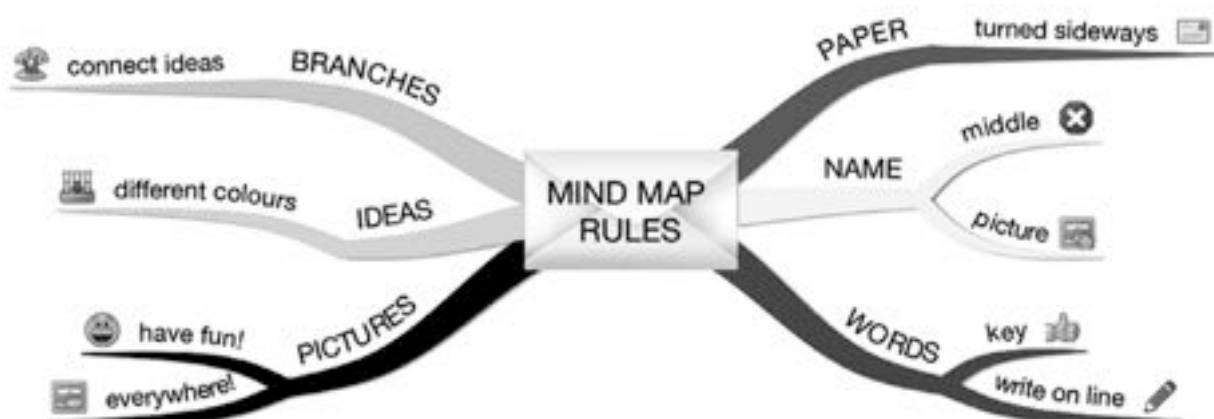 MIND MAP
RULES
PAPER
turned sideways
NAME
middle
picture
WORDS
key
write on line
BRANCHES
connect ideas
IDEAS
different colours
PICTURES
have fun!
everywhere!